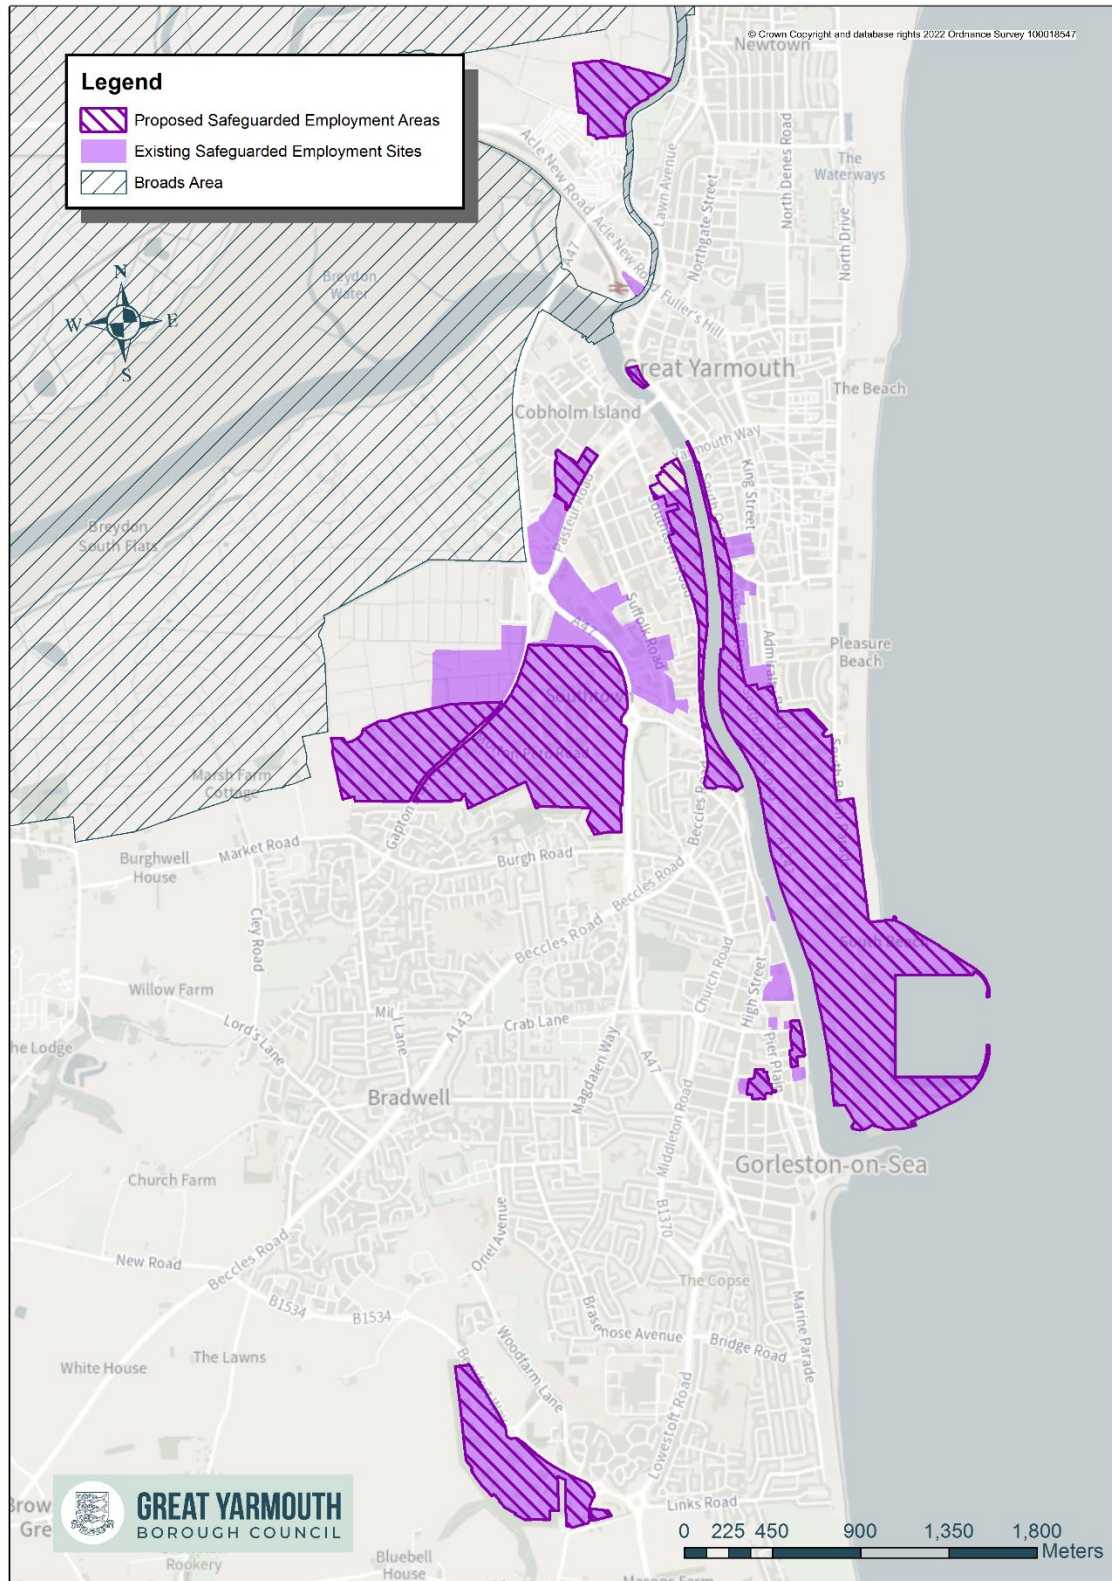 © Crown Copyright and database rights 2022 Ordnance Survey 100018547
Newtown
Legend
Proposed Safeguarded Employment Areas
Existing Safeguarded Employment Sites
Broads Area
Acle New Road
Acle New Road
A47
Lawn Avenue
Northgate Street
North Denes Road
The
Waterways
North Drive
N
W
E
S
Breydon
Water
Fuller's Hill
Great Yarmouth
The Beach
Cobholm Island
Yarmouth Way
King Street
Pasteur Road
Southtown Road
Breydon
South Flats
A47
Suffolk Road
Pleasure
Beach
Southtown
Marsh Farm
Cottage
Gapton
Beccles Road
Market Road
Burgh Road
Burghwell
House
Beccles Road
Beccles Road
Cley Road
Church Road
High Street
South Beach
Willow Farm
Mill Lane
Lord's Lane
A143
Crab Lane
Magdalen Way
A47
Pier Plain
he Lodge
Bradwell
Middleton Road
Gorleston-on-Sea
Church Farm
B1370
Oriel Avenue
New Road
Beccles Road
The Copse
B1534
B1534
Brasenose Avenue
Bridge Road
Marine Parade
White House
The Lawns
Woodfarm Lane
Lowestoft Road
Links Road
Brow
Gre
GREAT YARMOUTH
BOROUGH COUNCIL
Rookery
Bluebell
House
0 225 450 900 1,350 1,800
Meters